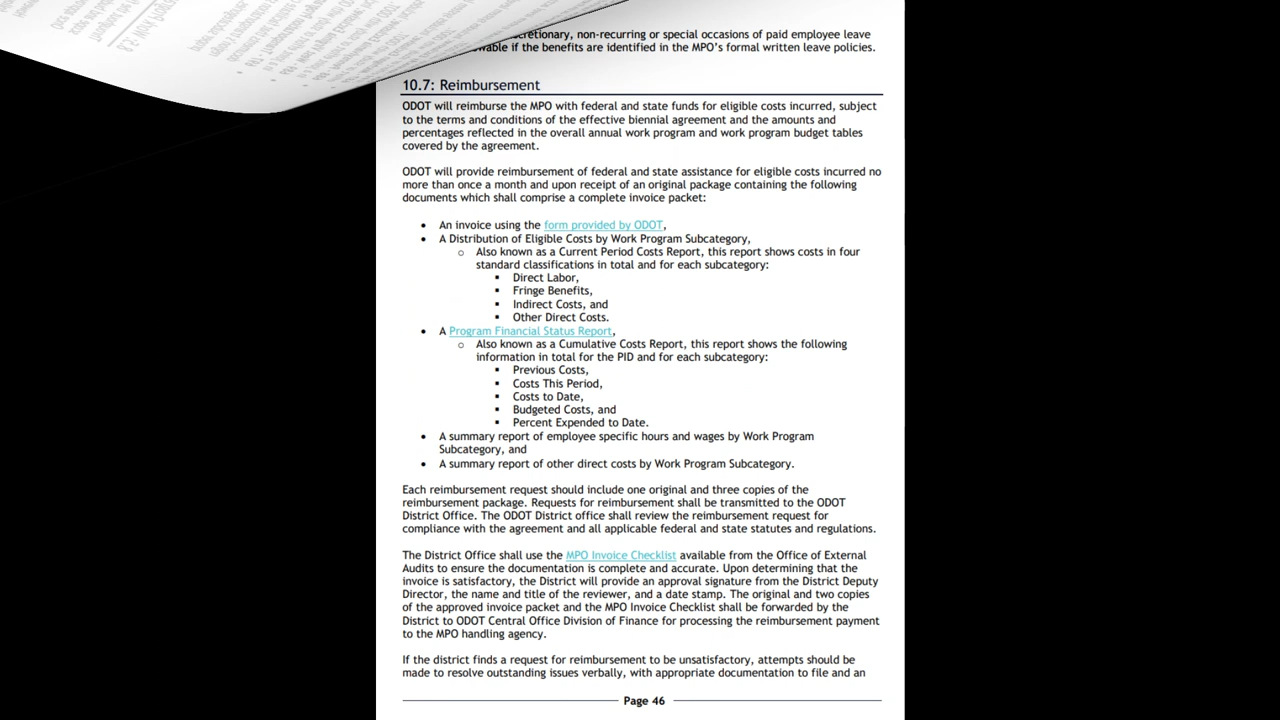 cretionary, non-recurring or special occasions of paid employee leave
wable if the benefits are identified in the MPO’s formal written leave policies.
10.7: Reimbursement
ODOT will reimburse the MPO with federal and state funds for eligible costs incurred, subject
to the terms and conditions of the effective biennial agreement and the amounts and
percentages reflected in the overall annual work program and work program budget tables
covered by the agreement.
ODOT will provide reimbursement of federal and state assistance for eligible costs incurred no
more than once a month and upon receipt of an original package containing the following
documents which shall comprise a complete invoice packet:
• An invoice using the form provided by ODOT,
• A Distribution of Eligible Costs by Work Program Subcategory,
o Also known as a Current Period Costs Report, this report shows costs in four
standard classifications in total and for each subcategory:
▪ Direct Labor,
▪ Fringe Benefits,
▪ Indirect Costs, and
▪ Other Direct Costs.
• A Program Financial Status Report,
o Also known as a Cumulative Costs Report, this report shows the following
information in total for the PID and for each subcategory:
▪ Previous Costs,
▪ Costs This Period,
▪ Costs to Date,
▪ Budgeted Costs, and
▪ Percent Expended to Date.
• A summary report of employee specific hours and wages by Work Program
Subcategory, and
• A summary report of other direct costs by Work Program Subcategory.
Each reimbursement request should include one original and three copies of the
reimbursement package. Requests for reimbursement shall be transmitted to the ODOT
District Office. The ODOT District office shall review the reimbursement request for
compliance with the agreement and all applicable federal and state statutes and regulations.
The District Office shall use the MPO Invoice Checklist available from the Office of External
Audits to ensure the documentation is complete and accurate. Upon determining that the
invoice is satisfactory, the District will provide an approval signature from the District Deputy
Director, the name and title of the reviewer, and a date stamp. The original and two copies
of the approved invoice packet and the MPO Invoice Checklist shall be forwarded by the
District to ODOT Central Office Division of Finance for processing the reimbursement payment
to the MPO handling agency.
If the district finds a request for reimbursement to be unsatisfactory, attempts should be
made to resolve outstanding issues verbally, with appropriate documentation to file and an
Page 46